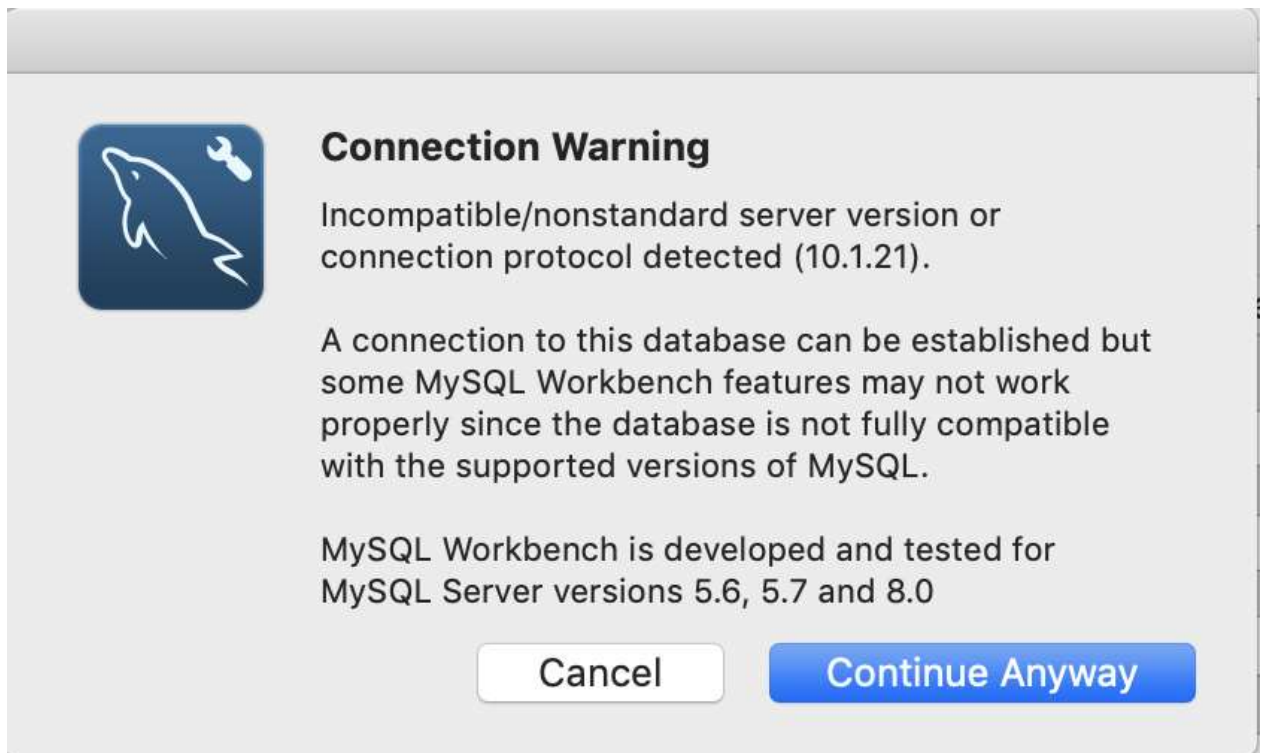 Connection Warning
Incompatible/nonstandard server version or
connection protocol detected (10.1.21).
A connection to this database can be established but
some MySQL Workbench features may not work
properly since the database is not fully compatible
with the supported versions of MySQL.
MySQL Workbench is developed and tested for
MySQL Server versions 5.6, 5.7 and 8.0
Cancel
Continue Anyway